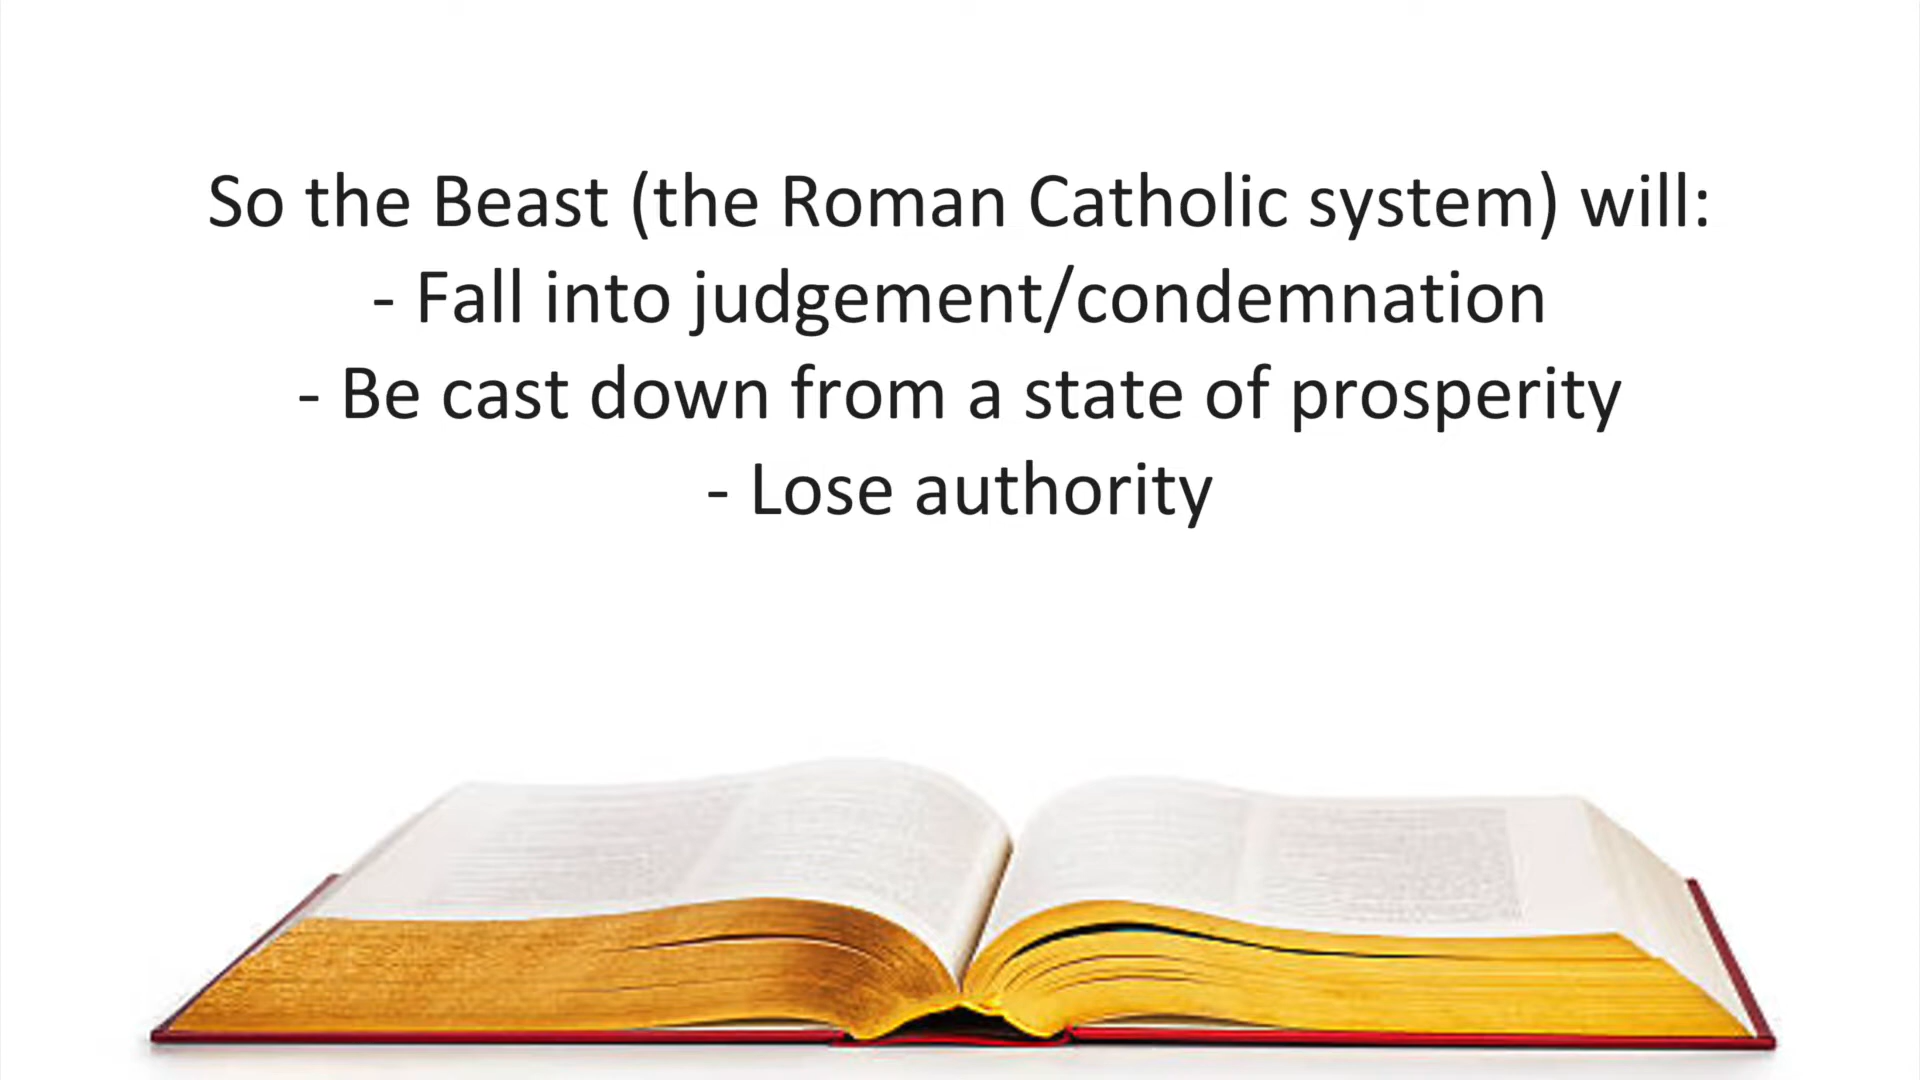 So the Beast (the Roman Catholic system) will:
- Fall into judgement/condemnation
- Be cast down from a state of prosperity
- Lose authority